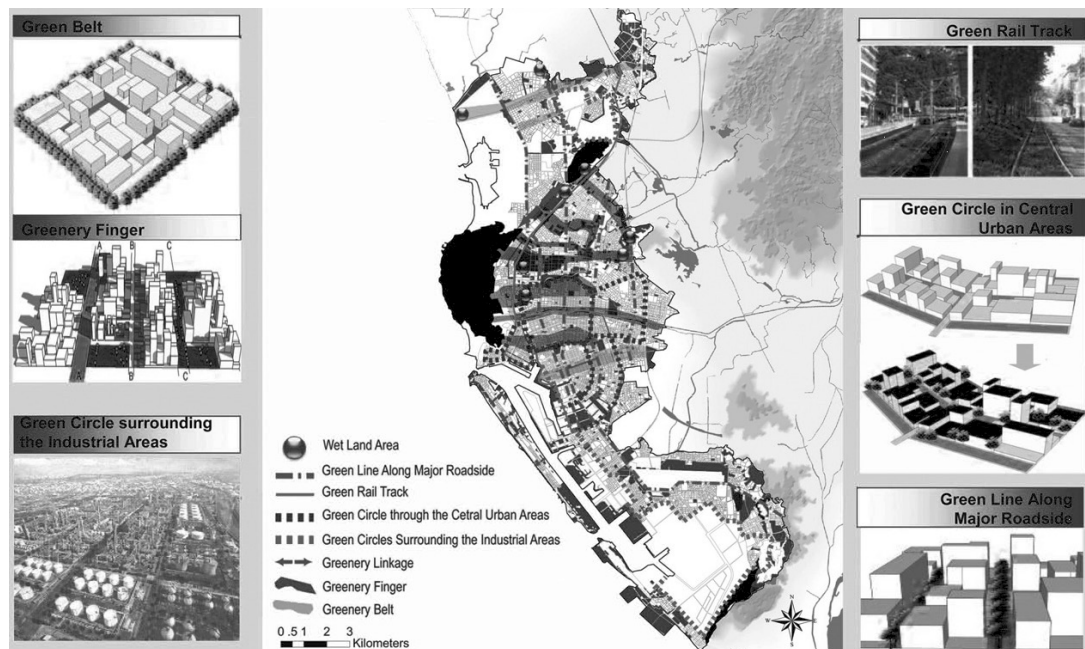 Green Belt
Greenery Finger
A B C
A B C
Green Circle surrounding
the Industrial Areas
Wet Land Area
Green Line Along Major Roadside
Green Rail Track
Green Circle through the Cetral Urban Areas
Green Circles Surrounding the Industrial Areas
Greenery Linkage
Greenery Finger
Greenery Belt
0 .5 1 2 3
Kilometers
N
W E
S
Green Rail Track
Green Circle in Central
Urban Areas
Green Line Along
Major Roadside